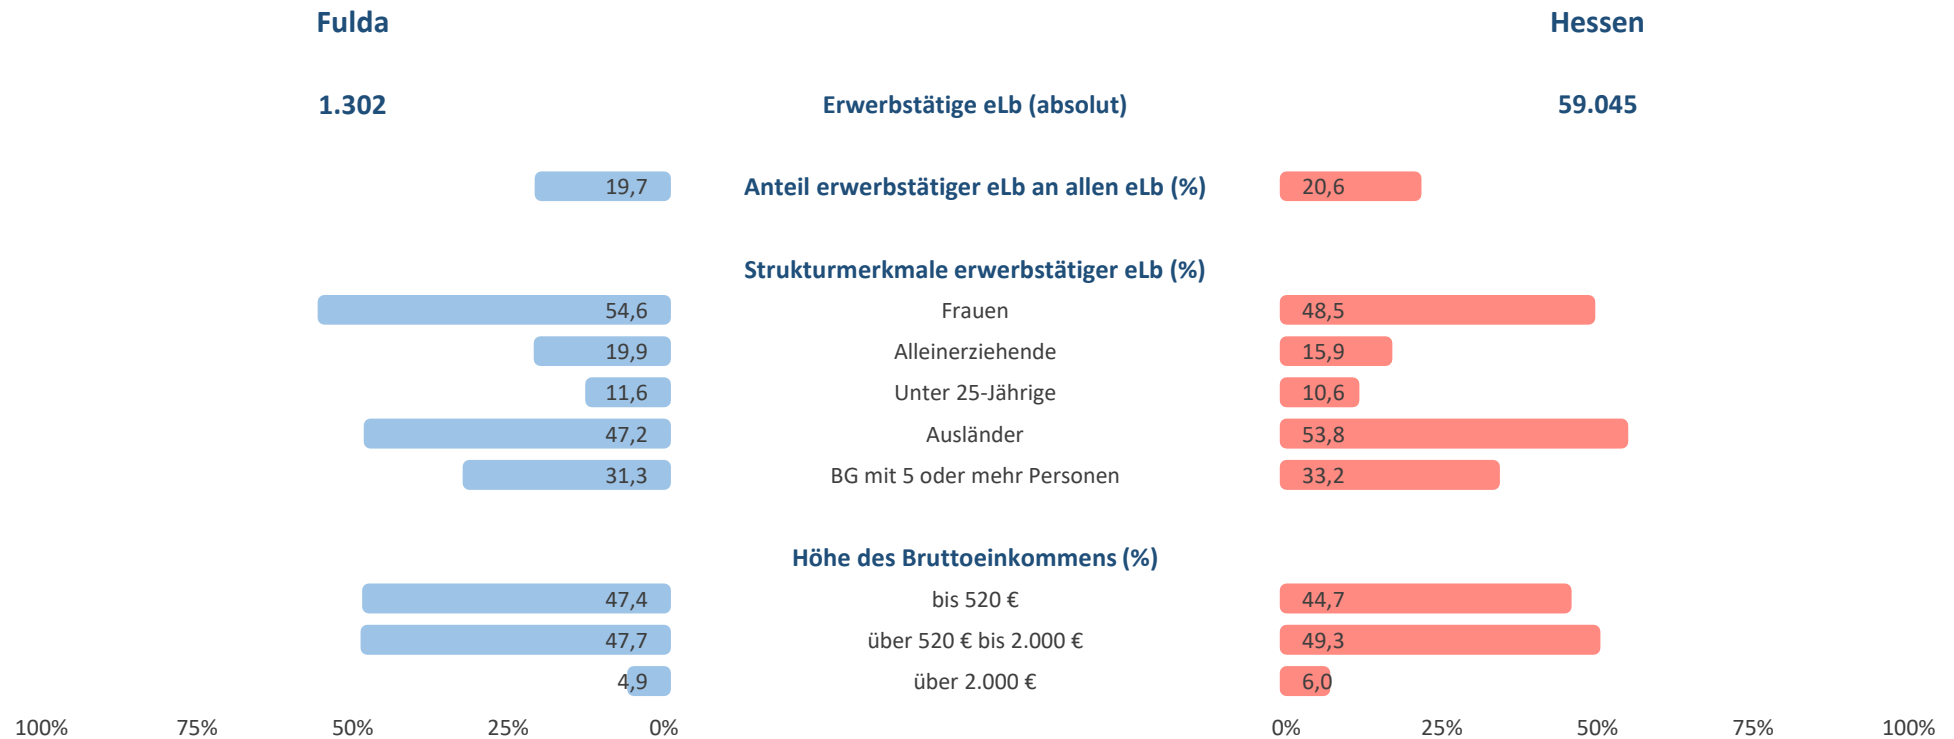 Fulda Hessen
1.302 Erwerbstätige eLb (absolut) 59.045
19,7 Anteil erwerbstätiger eLb an allen eLb (%) 20,6
Strukturmerkmale erwerbstätiger eLb (%)
54,6 Frauen 48,5
19,9 Alleinerziehende 15,9
11,6 Unter 25-Jährige 10,6
47,2 Ausländer 53,8
31,3 BG mit 5 oder mehr Personen 33,2
Höhe des Bruttoeinkommens (%)
47,4 bis 520 € 44,7
47,7 über 520 € bis 2.000 € 49,3
4,9 über 2.000 € 6,0
100% 75% 50% 25% 0% 0% 25% 50% 75% 100%